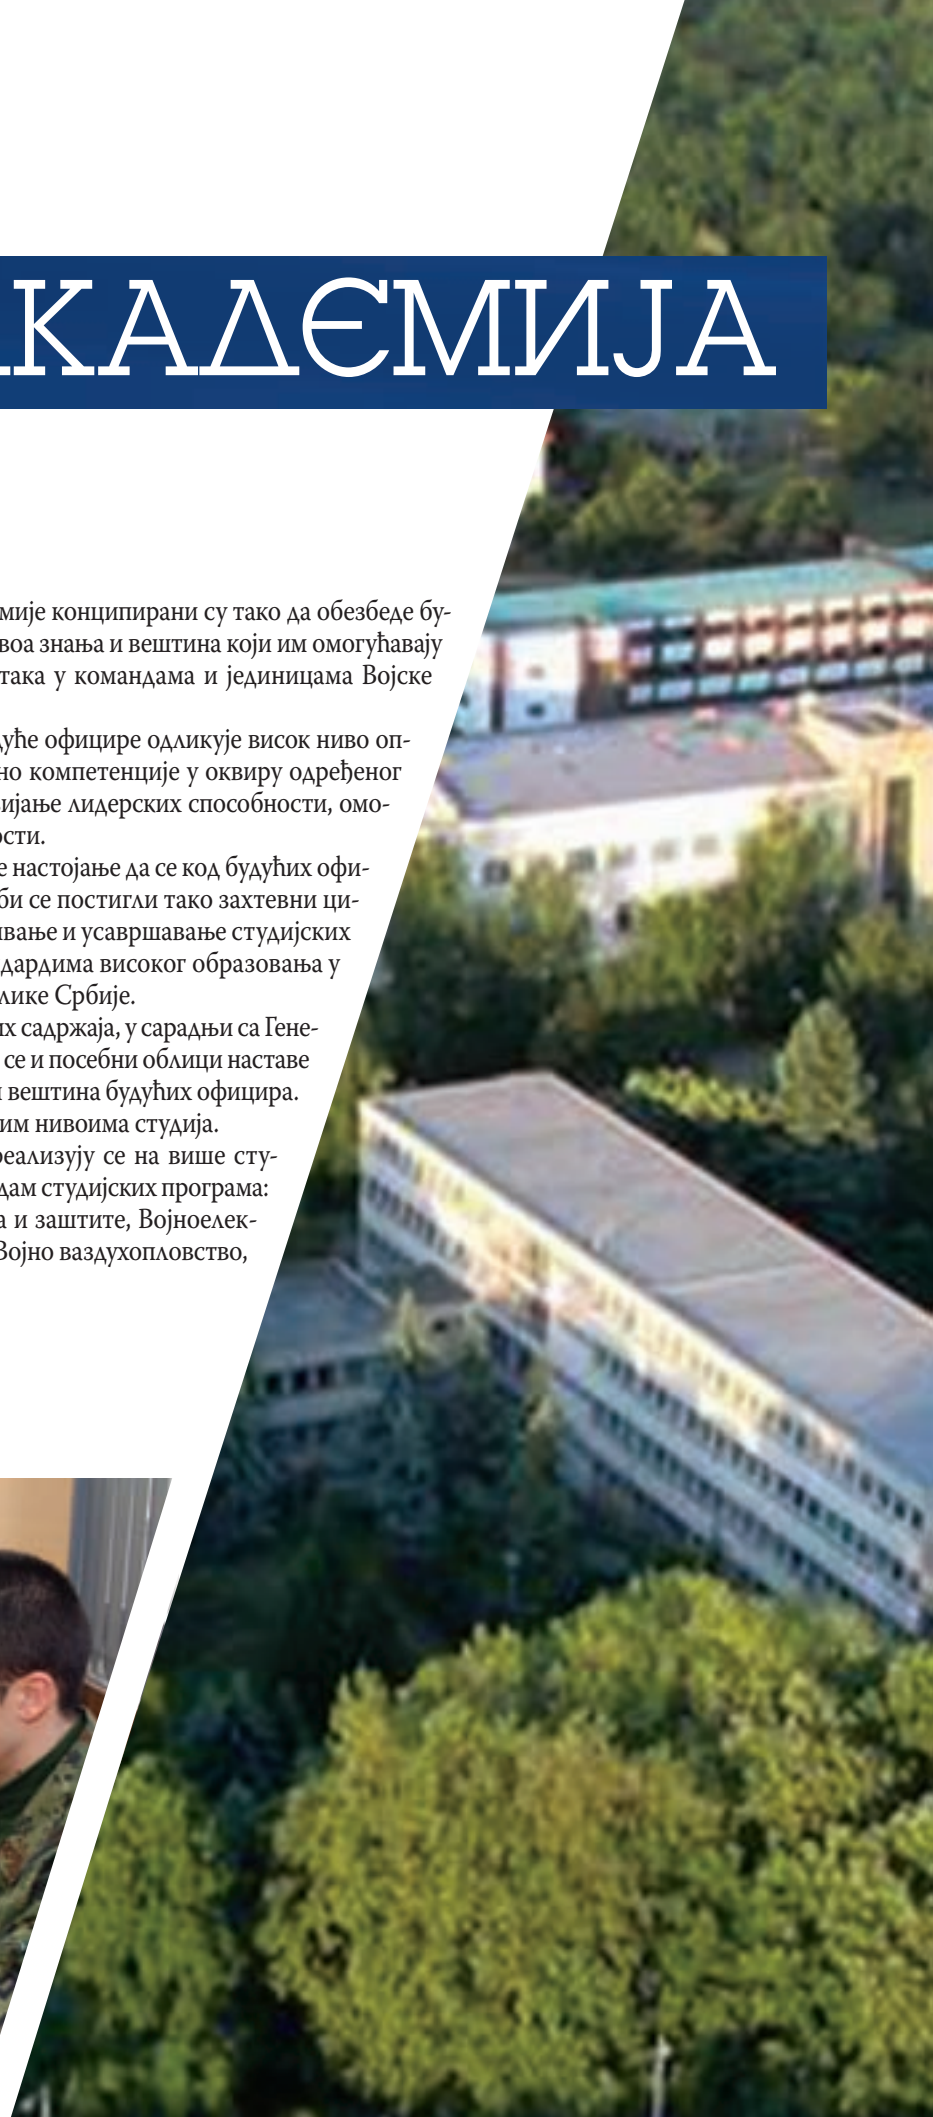 АКАДЕМИЈА
мије конципирани су тако да обезбеде бу-
воа знања и вештина који им омогућавају
така у командама и јединицама Војске
уће официре одликује висок ниво оп-
но компетенције у оквиру одређеног
ијање лидерских способности, омо-
ости.
е настојање да се код будућих офи-
би се постигли тако захтевни ци-
ивање и усавршавање студијских
дардима високог образовања у
лике Србије.
их садржаја, у сарадњи са Гене-
се и посебни облици наставе
и вештина будућих официра.
им нивоима студија.
реализују се на више сту-
дам студијских програма:
а и заштите, Војноелек-
Војно ваздухопловство,